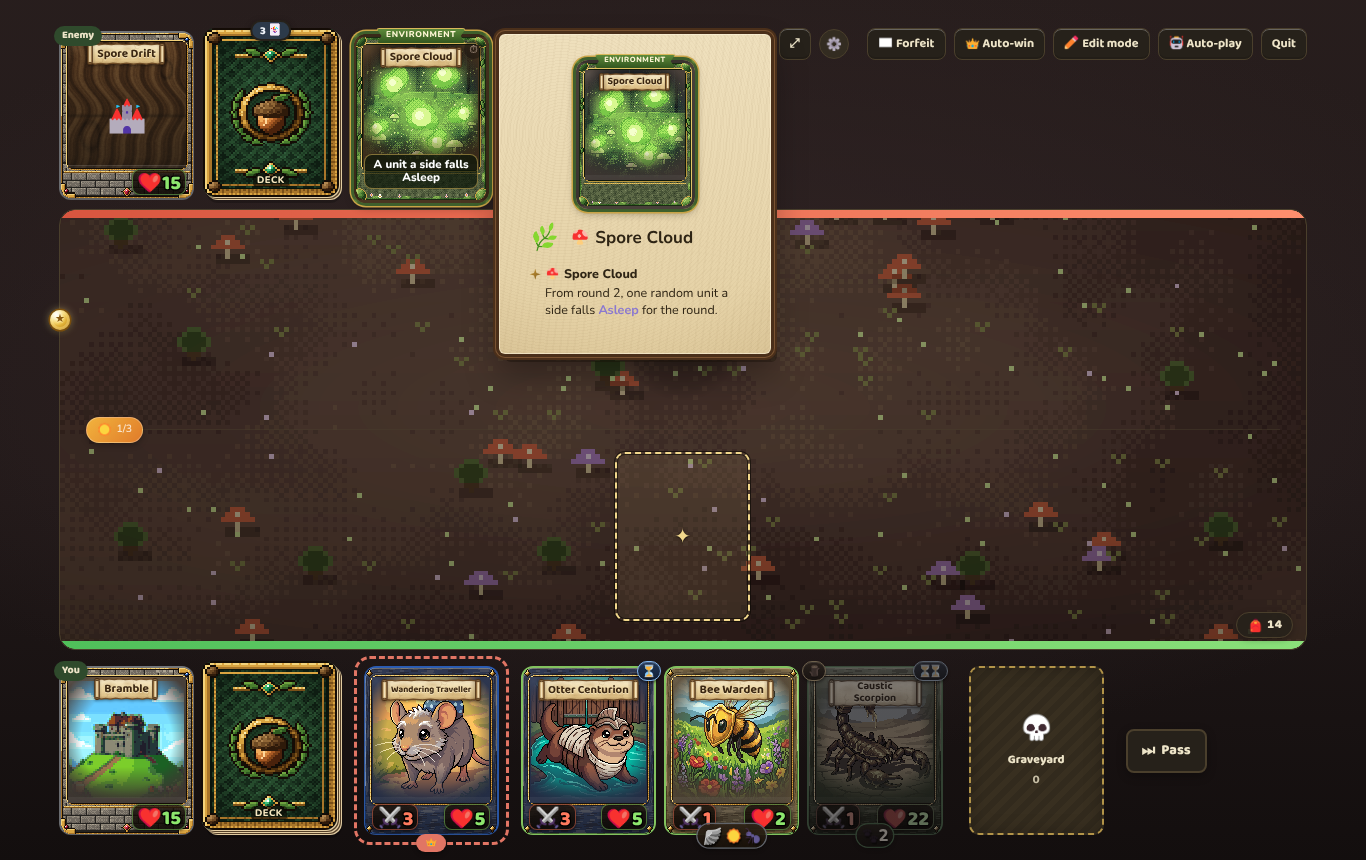 Enemy
Spore Drift
15
3
DECK
ENVIRONMENT
Spore Cloud
A unit a side falls
Asleep
ENVIRONMENT
Spore Cloud
Spore Cloud
Spore Cloud
From round 2, one random unit a
side falls Asleep for the round.
Forfeit
Auto-win
Edit mode
Auto-play
Quit
1/3
14
You
Bramble
15
DECK
Wandering Traveller
3
5
Otter Centurion
3
5
Bee Warden
1
2
Caustic
Scorpion
1
22
2
Graveyard
0
Pass